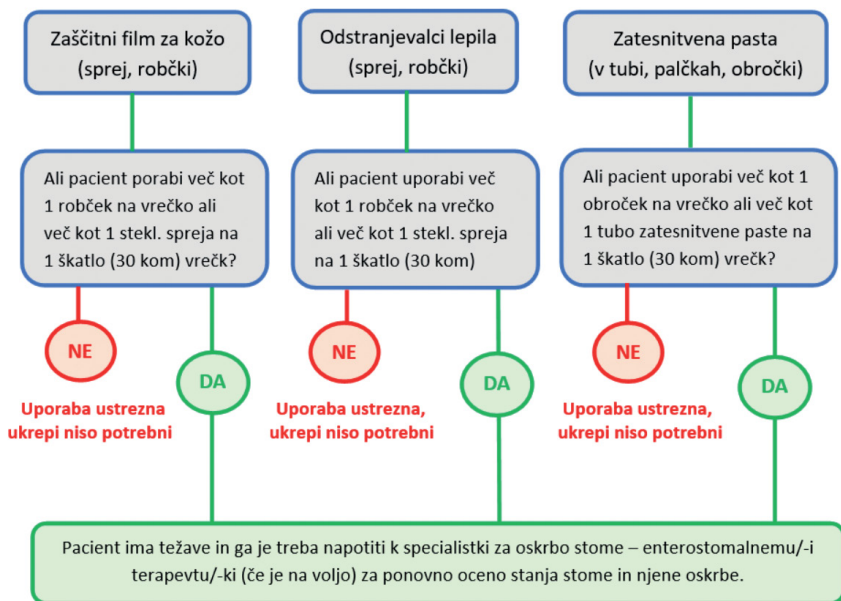 Zaščitni film za kožo
(sprej, robčki)
Odstranjevalci lepila
(sprej, robčki)
Zatesnitvena pasta
(v tubi, palčkah, obročki)
Ali pacient porabi več kot
1 robček na vrečko ali
več kot 1 stekl. spreja na
1 škatlo (30 kom) vrečk?
Ali pacient uporabi več
kot 1 robček na vrečko
ali več kot 1 stekl. spreja
na 1 škatlo (30 kom)
Ali pacient uporabi več kot 1
obroček na vrečko ali več kot
1 tubo zatesnitvene paste na
1 škatlo (30 kom) vrečk?
NE
DA
NE
DA
NE
DA
Uporaba ustrezna,
ukrepi niso potrebni
Uporaba ustrezna,
ukrepi niso potrebni
Uporaba ustrezna,
ukrepi niso potrebni
Pacient ima težave in ga je treba napotiti k specialistki za oskrbo stome – enterostomalnemu/-i
terapevtu/-ki (če je na voljo) za ponovno oceno stanja stome in njene oskrbe.